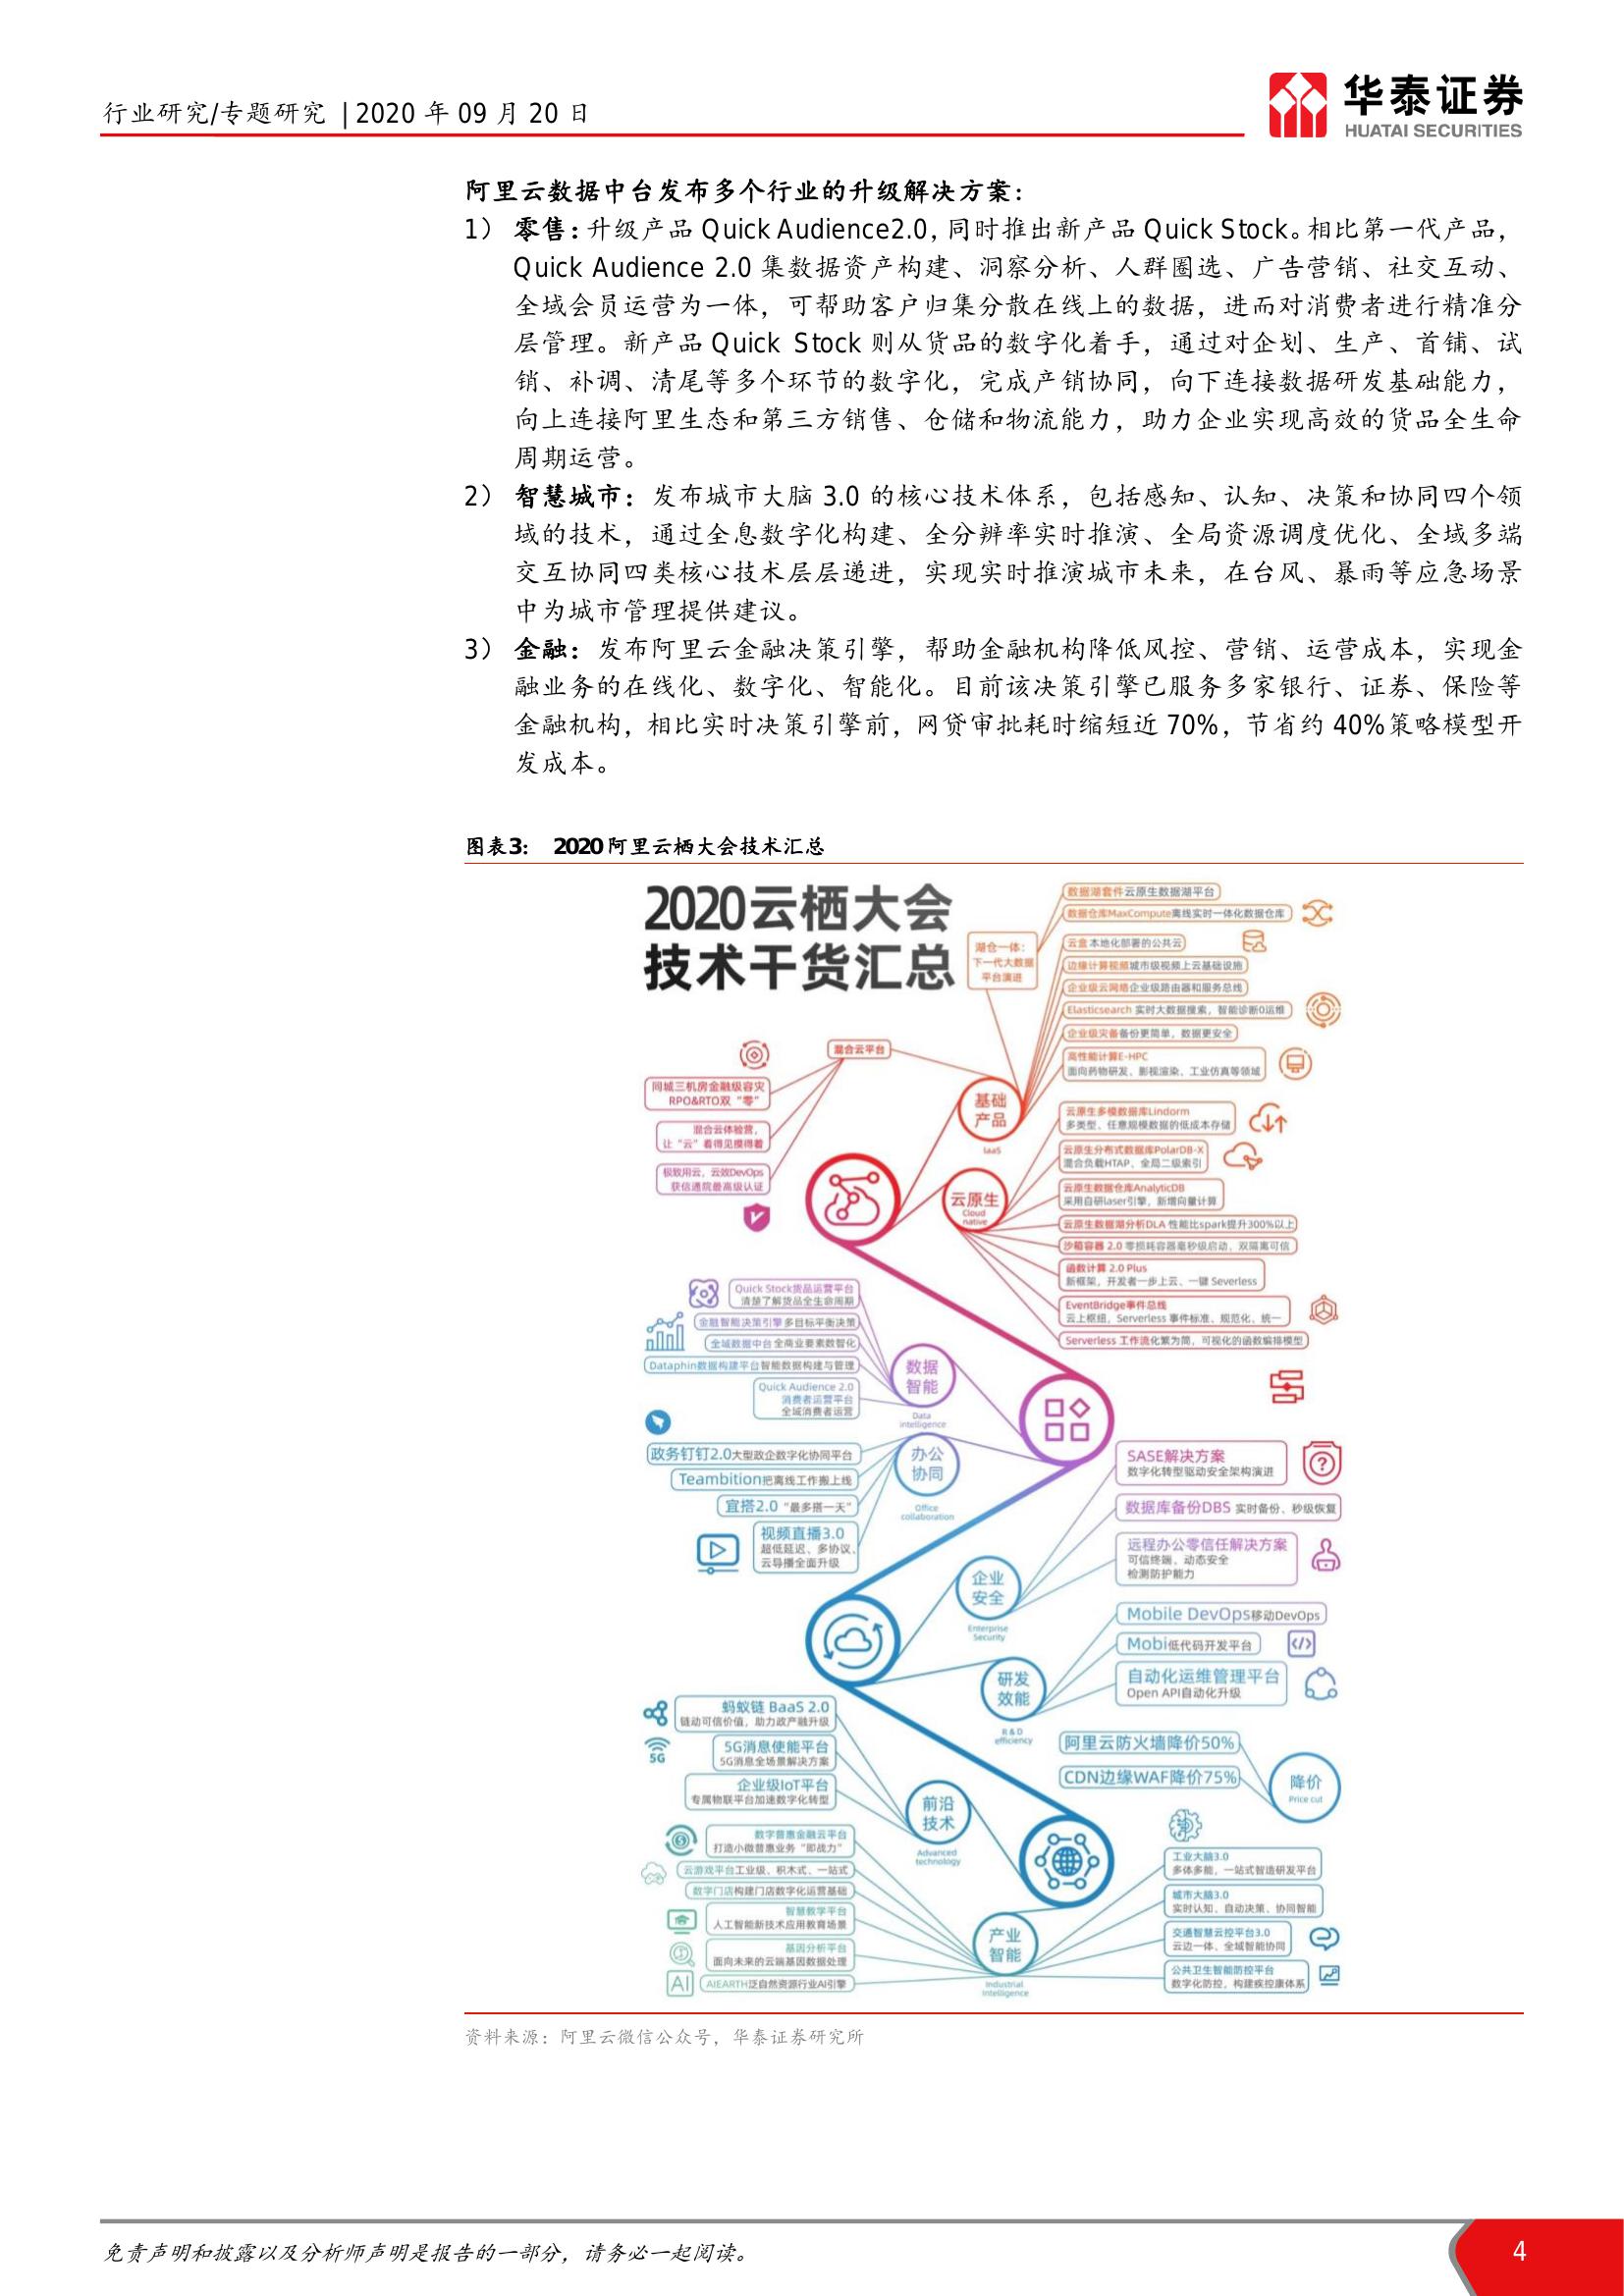 行业研究/专题研究 | 2020 年 09 月 20 日
华泰证券
HUATAI SECURITIES
阿里云数据中台发布多个行业的升级解决方案：
1） 零售：升级产品 Quick Audience2.0，同时推出新产品 Quick Stock。相比第一代产品，
Quick Audience 2.0 集数据资产构建、洞察分析、人群圈选、广告营销、社交互动、
全域会员运营为一体，可帮助客户归集分散在线上的数据，进而对消费者进行精准分
层管理。新产品 Quick Stock 则从货品的数字化着手，通过对企划、生产、首铺、试
销、补调、清尾等多个环节的数字化，完成产销协同，向下连接数据研发基础能力，
向上连接阿里生态和第三方销售、仓储和物流能力，助力企业实现高效的货品全生命
周期运营。
2） 智慧城市：发布城市大脑 3.0 的核心技术体系，包括感知、认知、决策和协同四个领
域的技术，通过全息数字化构建、全分辨率实时推演、全局资源调度优化、全域多端
交互协同四类核心技术层层递进，实现实时推演城市未来，在台风、暴雨等应急场景
中为城市管理提供建议。
3） 金融：发布阿里云金融决策引擎，帮助金融机构降低风控、营销、运营成本，实现金
融业务的在线化、数字化、智能化。目前该决策引擎已服务多家银行、证券、保险等
金融机构，相比实时决策引擎前，网贷审批耗时缩短近 70%，节省约 40%策略模型开
发成本。
图表3： 2020 阿里云栖大会技术汇总
2020云栖大会
技术干货汇总
湖仓一体：
下一代大数据
平台演进
数据湖套件云原生数据湖平台
数据仓库MaxCompute离线实时一体化数据仓库
云盒 本地化部署的公共云
边缘计算视频城市级视频上云基础设施
企业级云网络企业级路由器和服务总线
Elasticsearch 实时大数据搜索，智能诊断0运维
企业级灾备备份更简单，数据更安全
高性能计算E-HPC
面向药物研发、影视渲染、工业仿真等领域
混合云平台
同城三机房金融级容灾
RPO&RTO双“零”
混合云体验营，
让“云”看得见摸得着
极致用云，云效DevOps
获信通院最高级认证
基础
产品
IaaS
云原生
Cloud
native
云原生多模数据库Lindorm
多类型、任意规模数据的低成本存储
云原生分布式数据库PolarDB-X
混合负载HTAP、全局二级索引
云原生数据仓库AnalyticDB
采用自研laser引擎，新增向量计算
云原生数据湖分析DLA 性能比spark提升300%以上
沙箱容器 2.0 零损耗容器毫秒级启动、双隔离可信
函数计算 2.0 Plus
新框架，开发者一步上云、一键 Severless
EventBridge事件总线
云上枢纽，Serverless 事件标准、规范化、统一
Serverless 工作流化繁为简，可视化的函数编排模型
Quick Stock货品运营平台
清楚了解货品全生命周期
金融智能决策引擎 多目标平衡决策
全域数据中台 全商业要素数智化
Dataphin数据构建平台智能数据构建与管理
Quick Audience 2.0
消费者运营平台
全域消费者运营
数据
智能
Data
intelligence
政务钉钉2.0大型政企数字化协同平台
Teambition把离线工作搬上线
宜搭2.0 “最多搭一天”
视频直播3.0
超低延迟、多协议、
云导播全面升级
办公
协同
Office
collaboration
SASE解决方案
数字化转型驱动安全架构演进
数据库备份DBS 实时备份、秒级恢复
远程办公零信任解决方案
可信终端、动态安全
检测防护能力
企业
安全
Enterprise
Security
Mobile DevOps移动DevOps
Mobi低代码开发平台
自动化运维管理平台
Open API自动化升级
研发
效能
R & D
efficiency
蚂蚁链 BaaS 2.0
链动可信价值，助力政产融升级
5G
5G消息使能平台
5G消息全场景解决方案
企业级IoT平台
专属物联平台加速数字化转型
前沿
技术
Advanced
technology
阿里云防火墙降价50%
CDN边缘WAF降价75%
降价
Price cut
数字普惠金融云平台
打造小微普惠业务“即战力”
云游戏平台工业级、积木式、一站式
数字门店构建门店数字化运营基础
智慧教学平台
人工智能新技术应用教育场景
基因分析平台
面向未来的云端基因数据处理
AI
AIEARTH泛自然资源行业AI引擎
产业
智能
Industrial
Intelligence
工业大脑3.0
多体多能，一站式智造研发平台
城市大脑3.0
实时认知、自动决策、协同智能
交通智慧云控平台3.0
云边一体、全域智能协同
公共卫生智能防控平台
数字化防控，构建疾控康体系
资料来源：阿里云微信公众号，华泰证券研究所
免责声明和披露以及分析师声明是报告的一部分，请务必一起阅读。
4